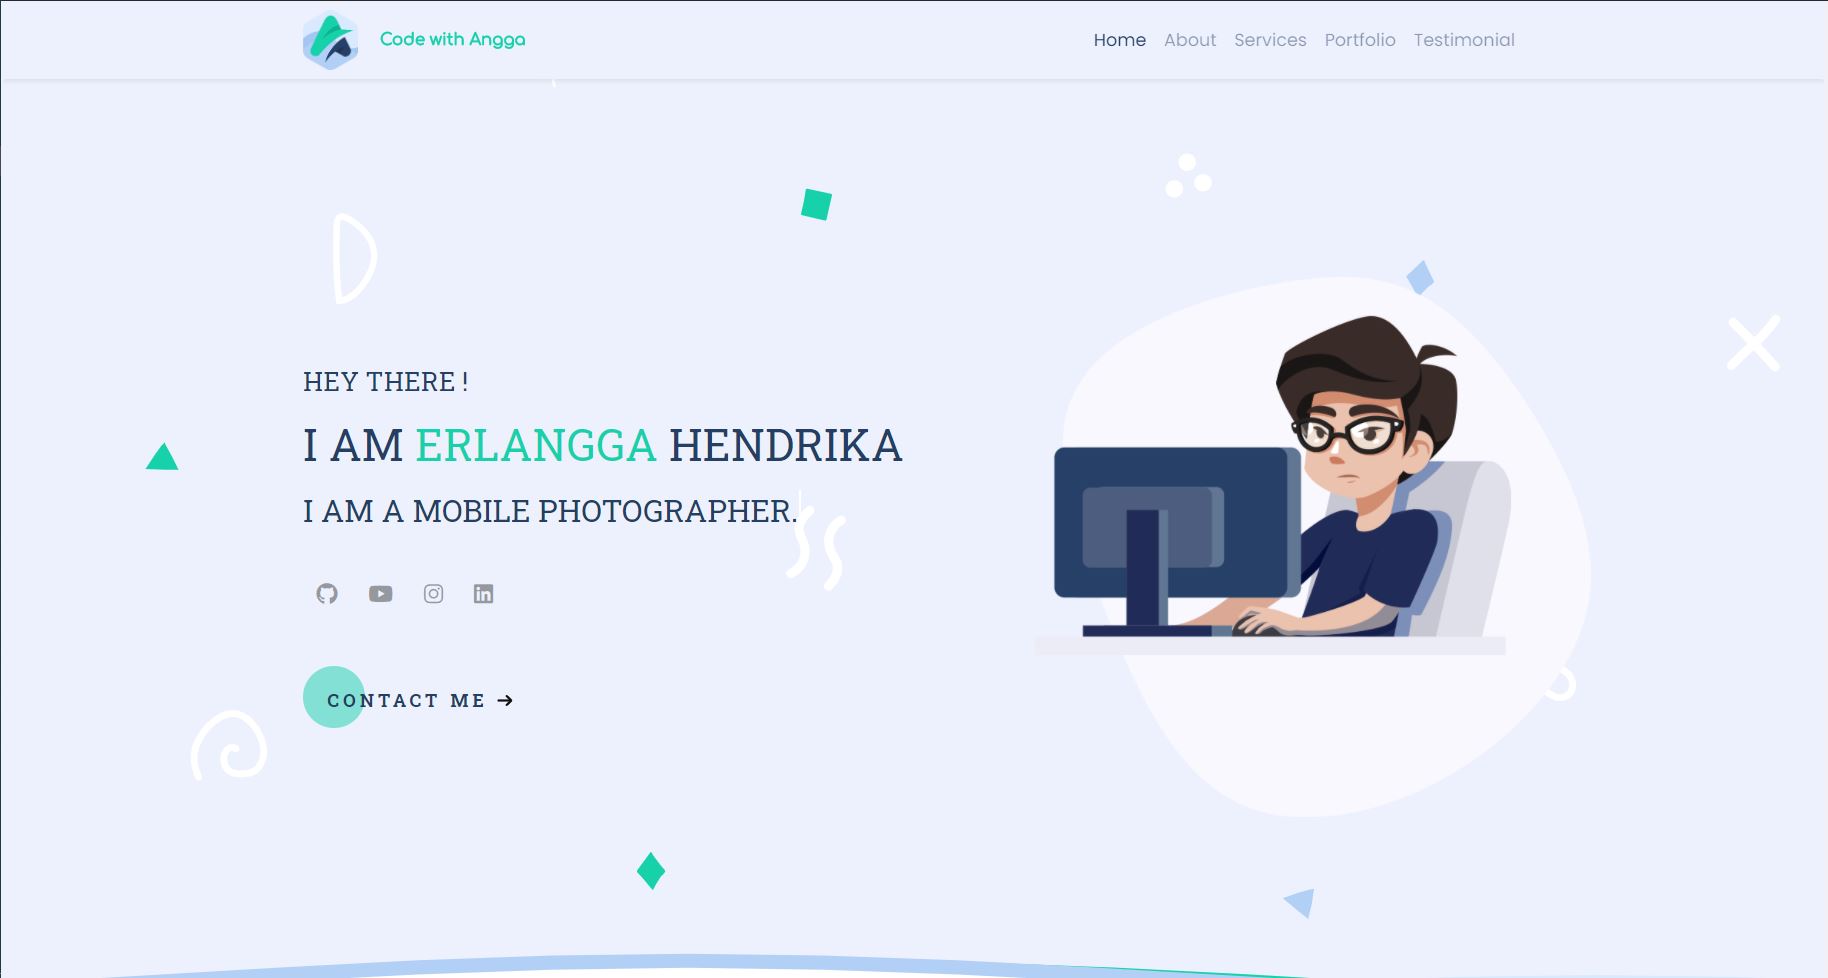 Code with Angga
Home About Services Portfolio Testimonial
HEY THERE !
I AM ERLANGGA HENDRIKA
I AM A MOBILE PHOTOGRAPHER.
CONTACT ME